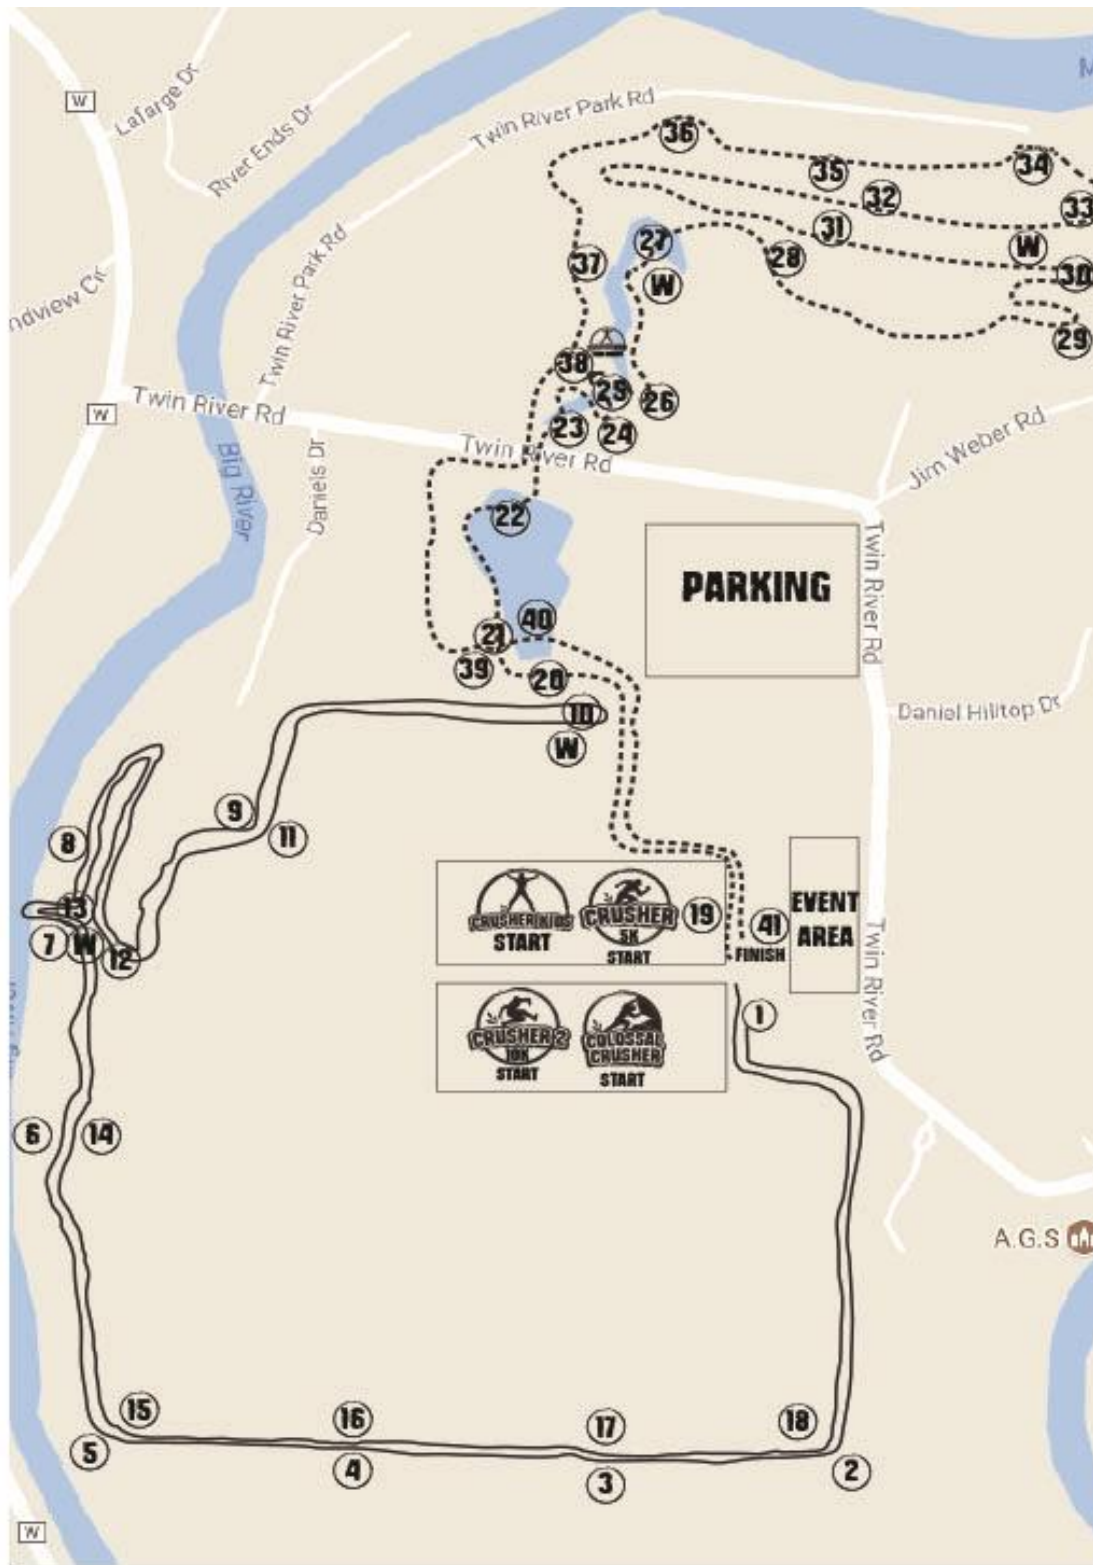 M
W
Lafarge Dr
River Ends Dr
Twin River Park Rd
36
35
34
32
33
31
W
27
28
30
37
W
Twin River Park Rd
ndview Cir
29
38
25
26
23
24
W
Twin River Rd
Twin River Rd
Big River
Daniels Dr
Jim Weber Rd
22
PARKING
Twin River Rd
40
21
39
20
10
W
Daniel Hilltop Dr
9
11
8
13
7
W
12
CRUSHER KIDS
START
CRUSHER
5K
START
19
41
FINISH
EVENT
AREA
Twin River Rd
CRUSHER 2
10K
START
COLOSSAL
CRUSHER
START
1
6
14
A.G.S
15
16
17
18
5
4
3
2
W